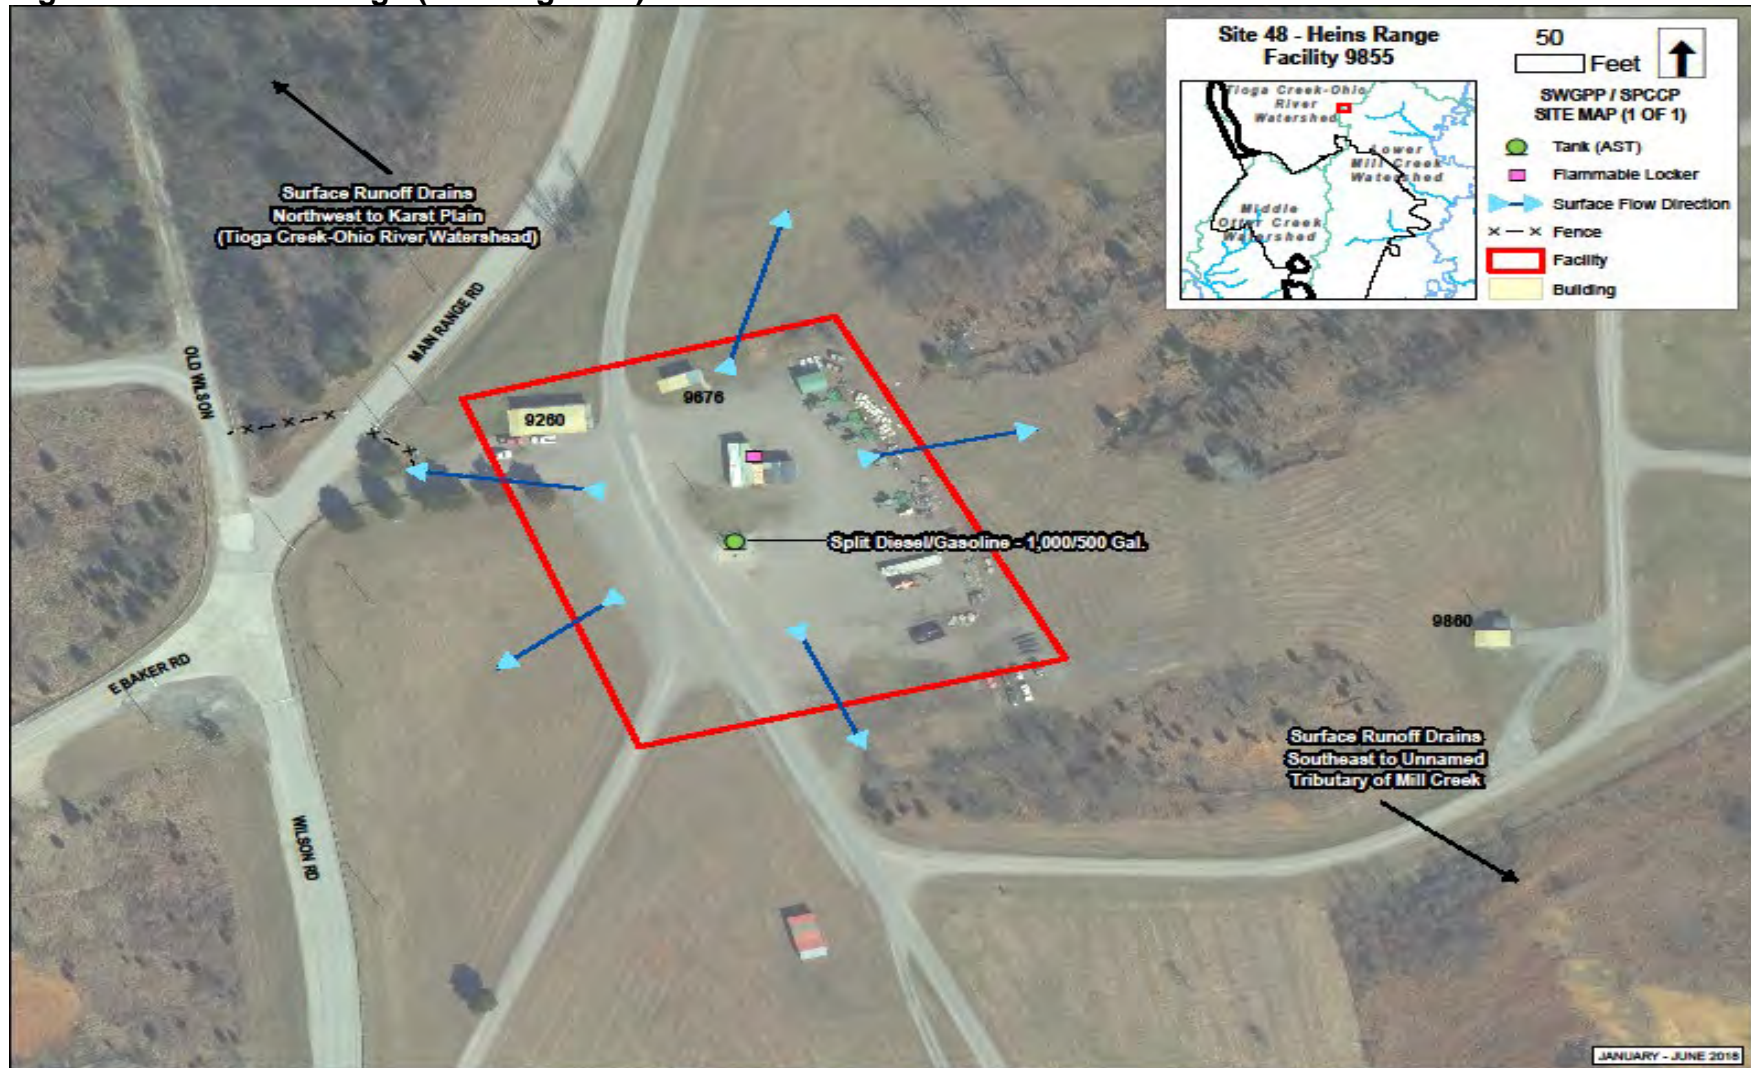 Site 48 - Heins Range
Facility 9855
50
Feet
SWGPP / SPCCP
SITE MAP (1 OF 1)
Tank (AST)
Flammable Locker
Surface Flow Direction
Fence
Facility
Building
Tioga Creek-Ohio
River
Watershed
Lower
Mill Creek
Watershed
Middle
Otter Creek
Watershed
Surface Runoff Drains
Northwest to Karst Plain
(Tioga Creek-Ohio River Watershead)
MAIN RANGE RD
OLD WILSON
9260
9676
Split Diesel/Gasoline - 1,000/500 Gal.
9860
E BAKER RD
WILSON RD
Surface Runoff Drains
Southeast to Unnamed
Tributary of Mill Creek
JANUARY - JUNE 2018